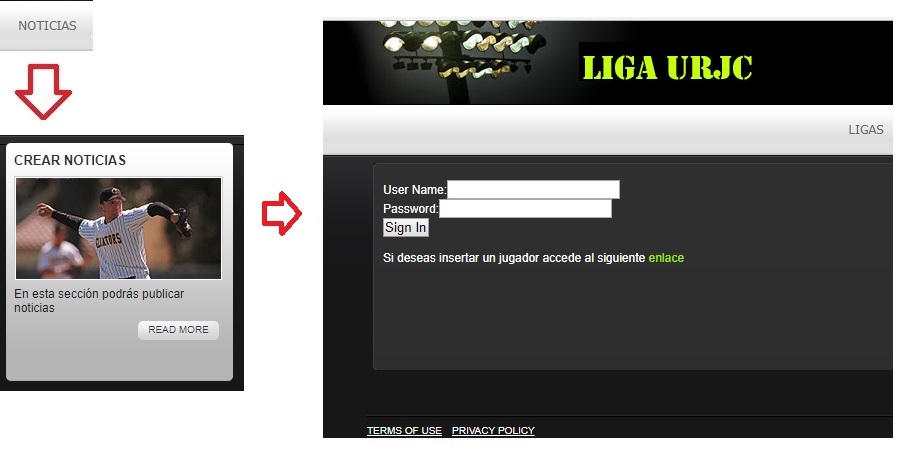 NOTICIAS
CREAR NOTICIAS
En esta sección podrás publicar
noticias
READ MORE
LIGA URJC
LIGAS
User Name:
Password:
Sign In
Si deseas insertar un jugador accede al siguiente enlace
TERMS OF USE PRIVACY POLICY